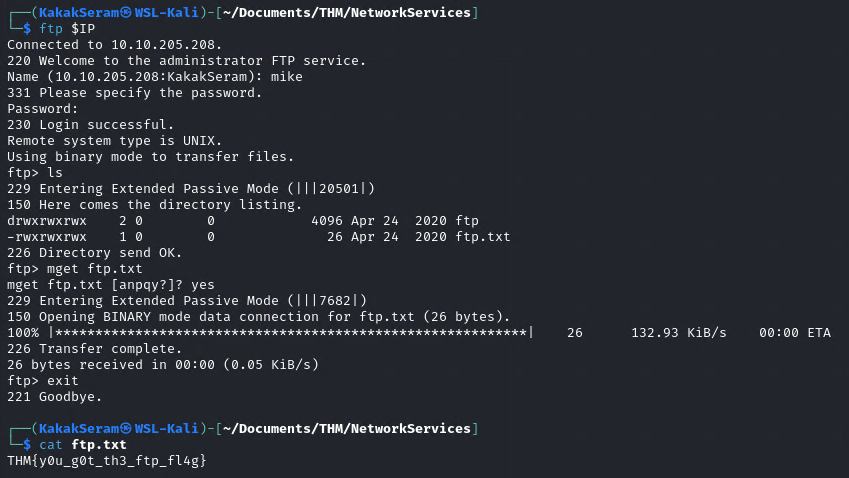 ┌──(KakakSeram㉿WSL-Kali)-[~/Documents/THM/NetworkServices]
└─$ ftp $IP
Connected to 10.10.205.208.
220 Welcome to the administrator FTP service.
Name (10.10.205.208:KakakSeram): mike
331 Please specify the password.
Password:
230 Login successful.
Remote system type is UNIX.
Using binary mode to transfer files.
ftp> ls
229 Entering Extended Passive Mode (|||20501|)
150 Here comes the directory listing.
drwxrwxrwx    2 0        0            4096 Apr 24  2020 ftp
-rwxrwxrwx    1 0        0              26 Apr 24  2020 ftp.txt
226 Directory send OK.
ftp> mget ftp.txt
mget ftp.txt [anpqy?]? yes
229 Entering Extended Passive Mode (|||7682|)
150 Opening BINARY mode data connection for ftp.txt (26 bytes).
100% |***********************************************************|    26      132.93 KiB/s    00:00 ETA
226 Transfer complete.
26 bytes received in 00:00 (0.05 KiB/s)
ftp> exit
221 Goodbye.
┌──(KakakSeram㉿WSL-Kali)-[~/Documents/THM/NetworkServices]
└─$ cat ftp.txt
THM{y0u_g0t_th3_ftp_fl4g}